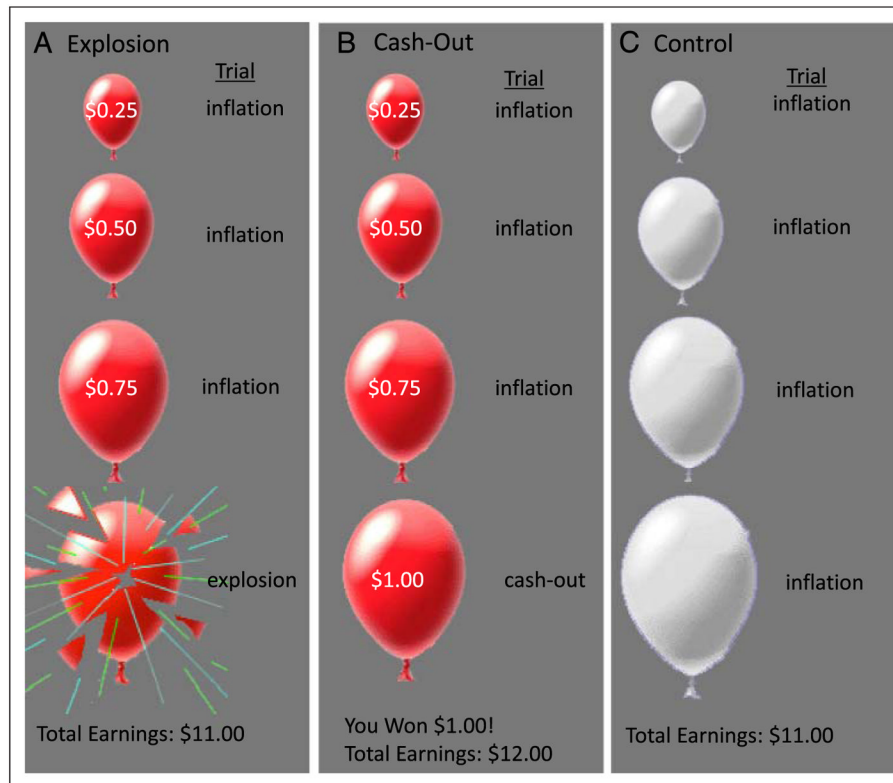 A Explosion
Trial
$0.25 inflation
$0.50 inflation
$0.75 inflation
explosion
Total Earnings: $11.00
B Cash-Out
Trial
$0.25 inflation
$0.50 inflation
$0.75 inflation
$1.00 cash-out
You Won $1.00!
Total Earnings: $12.00
C Control
Trial
inflation
inflation
inflation
inflation
Total Earnings: $11.00